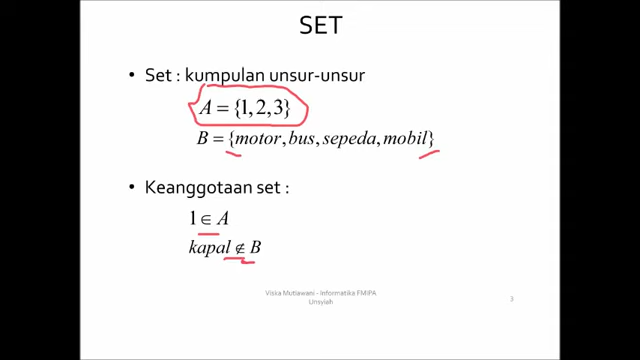 SET
• Set : kumpulan unsur-unsur
A = {1, 2, 3}
B = {motor, bus, sepeda, mobil}
• Keanggotaan set :
1 ∈ A
kapal ∉ B
Viska Mutiawani - Informatika FMIPA
Unsyiah
3